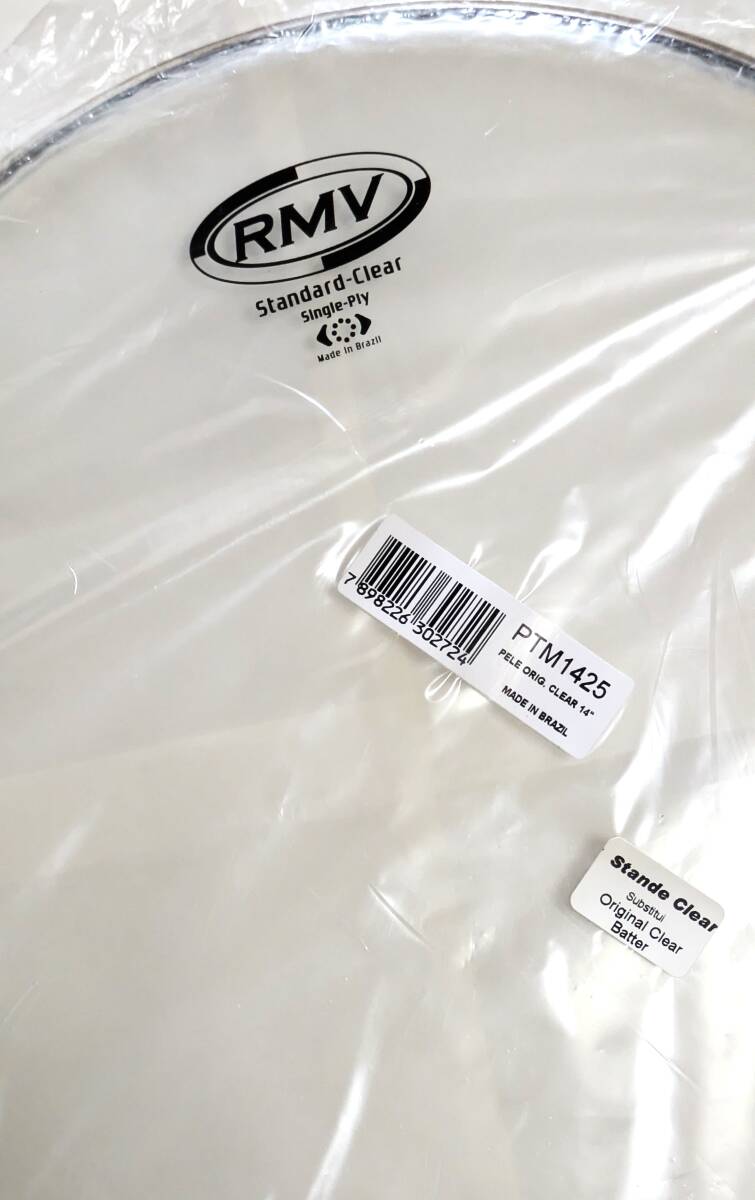 RMV
Standard-Clear
Single-Ply
Made in Brazil
7 898226 302724
PTM1425
PELE ORIG. CLEAR 14"
MADE IN BRAZIL
Stande Clear
Substitui
Original Clear
Batter